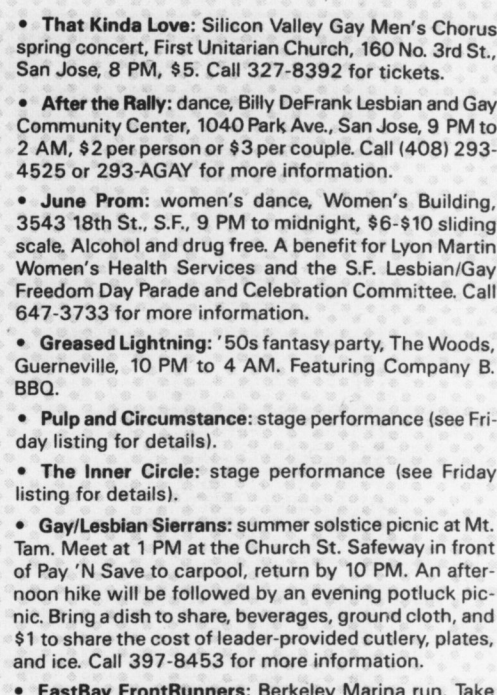 • That Kinda Love: Silicon Valley Gay Men's Chorus
spring concert, First Unitarian Church, 160 No. 3rd St.,
San Jose, 8 PM, $5. Call 327-8392 for tickets.
• After the Rally: dance, Billy DeFrank Lesbian and Gay
Community Center, 1040 Park Ave., San Jose, 9 PM to
2 AM, $2 per person or $3 per couple. Call (408) 293-
4525 or 293-AGAY for more information.
• June Prom: women's dance, Women's Building,
3543 18th St., S.F., 9 PM to midnight, $6-$10 sliding
scale. Alcohol and drug free. A benefit for Lyon Martin
Women's Health Services and the S.F. Lesbian/Gay
Freedom Day Parade and Celebration Committee. Call
647-3733 for more information.
• Greased Lightning: '50s fantasy party, The Woods,
Guerneville, 10 PM to 4 AM. Featuring Company B.
BBQ.
• Pulp and Circumstance: stage performance (see Fri-
day listing for details).
• The Inner Circle: stage performance (see Friday
listing for details).
• Gay/Lesbian Sierrans: summer solstice picnic at Mt.
Tam. Meet at 1 PM at the Church St. Safeway in front
of Pay 'N Save to carpool, return by 10 PM. An after-
noon hike will be followed by an evening potluck pic-
nic. Bring a dish to share, beverages, ground cloth, and
$1 to share the cost of leader-provided cutlery, plates,
and ice. Call 397-8453 for more information.
• EastBay FrontRunners: Berkeley Marina run. Take